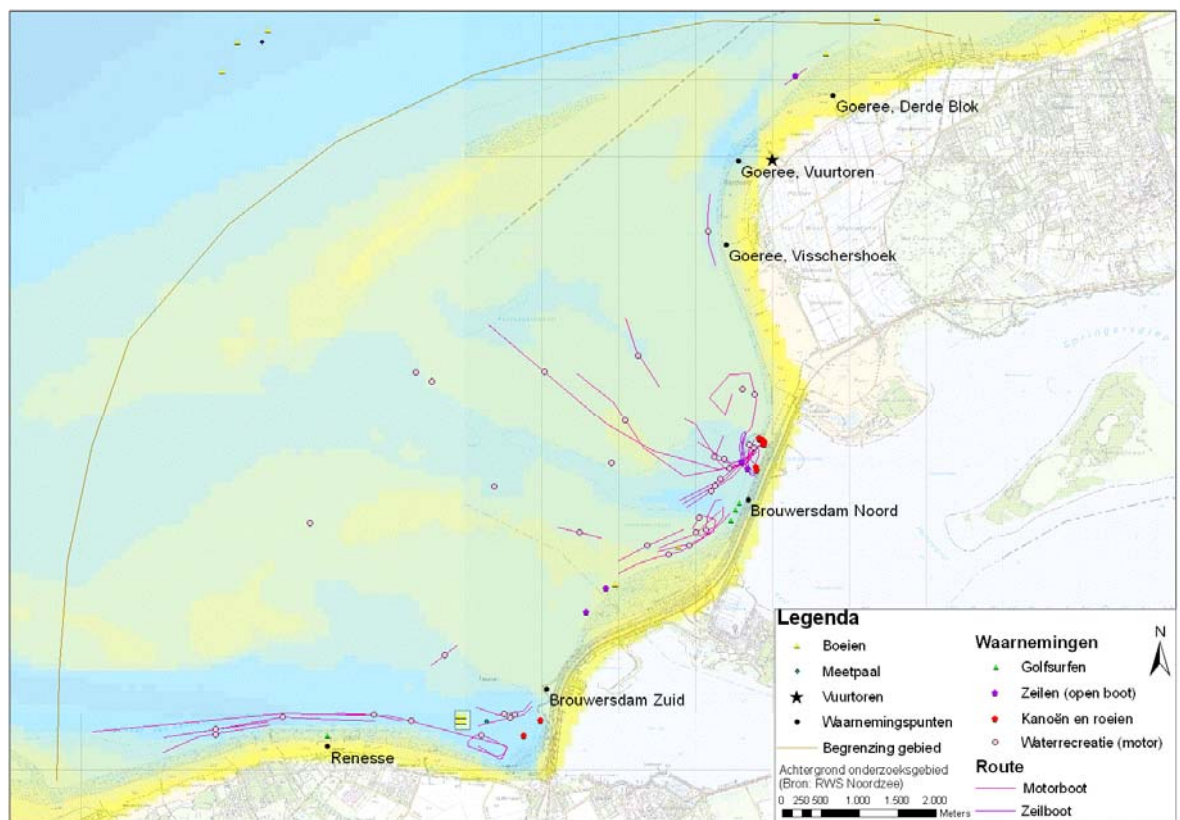 Goeree, Derde Blok
Goeree, Vuurtoren
Goeree, Visschershoek
Springersdiep
Brouwersdam Noord
Brouwersdam Zuid
Renesse
Legenda
Boeien
Meetpaal
Vuurtoren
Waarnemingspunten
Begrenzing gebied
Achtergrond onderzoeksgebied
(Bron: RWS Noordzee)
0 250 500 1.000 1.500 2.000
Meters
Waarnemingen
N
Golfsurfen
Zeilen (open boot)
Kanoën en roeien
Waterrecreatie (motor)
Route
Motorboot
Zeilboot